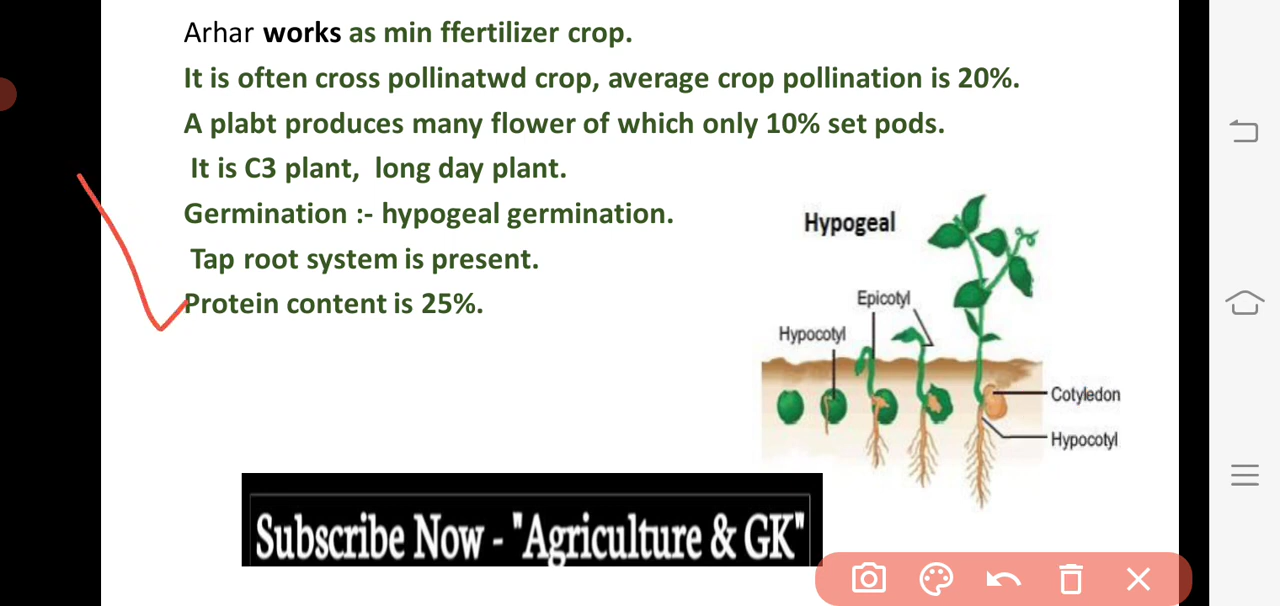 Arhar works as min ffertilizer crop.
It is often cross pollinatwd crop, average crop pollination is 20%.
A plabt produces many flower of which only 10% set pods.
It is C3 plant, long day plant.
Germination :- hypogeal germination.
Hypogeal
Tap root system is present.
Protein content is 25%.
Epicotyl
Hypocotyl
Cotyledon
Hypocotyl
Subscribe Now - "Agriculture & GK"